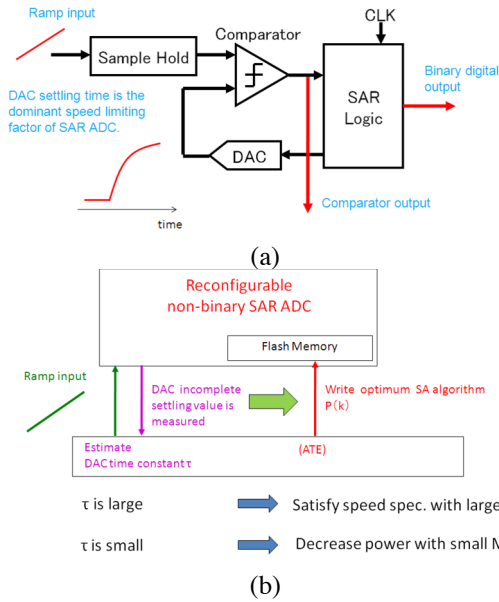 Ramp input
Sample Hold
Comparator
CLK
SAR
Logic
Binary digital
output
DAC settling time is the
dominant speed limiting
factor of SAR ADC.
DAC
time
Comparator output
(a)
Reconfigurable
non-binary SAR ADC
Flash Memory
Ramp input
DAC incomplete
settling value is
measured
Write optimum SA algorithm
P(k)
Estimate
DAC time constant τ
(ATE)
τ is large
Satisfy speed spec. with large
τ is small
Decrease power with small M
(b)